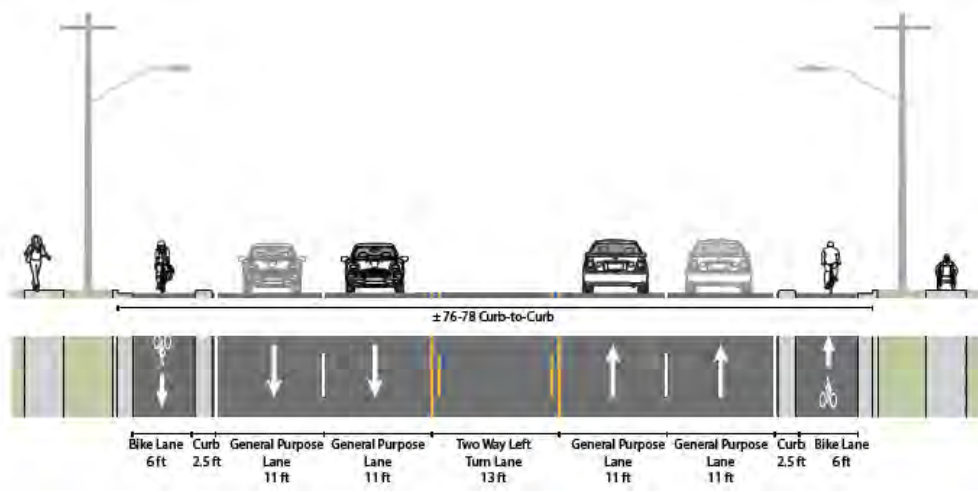 ± 76-78 Curb-to-Curb
Bike Lane
6 ft
Curb
2.5 ft
General Purpose
Lane
11 ft
General Purpose
Lane
11 ft
Two Way Left
Turn Lane
13 ft
General Purpose
Lane
11 ft
General Purpose
Lane
11 ft
Curb
2.5 ft
Bike Lane
6 ft